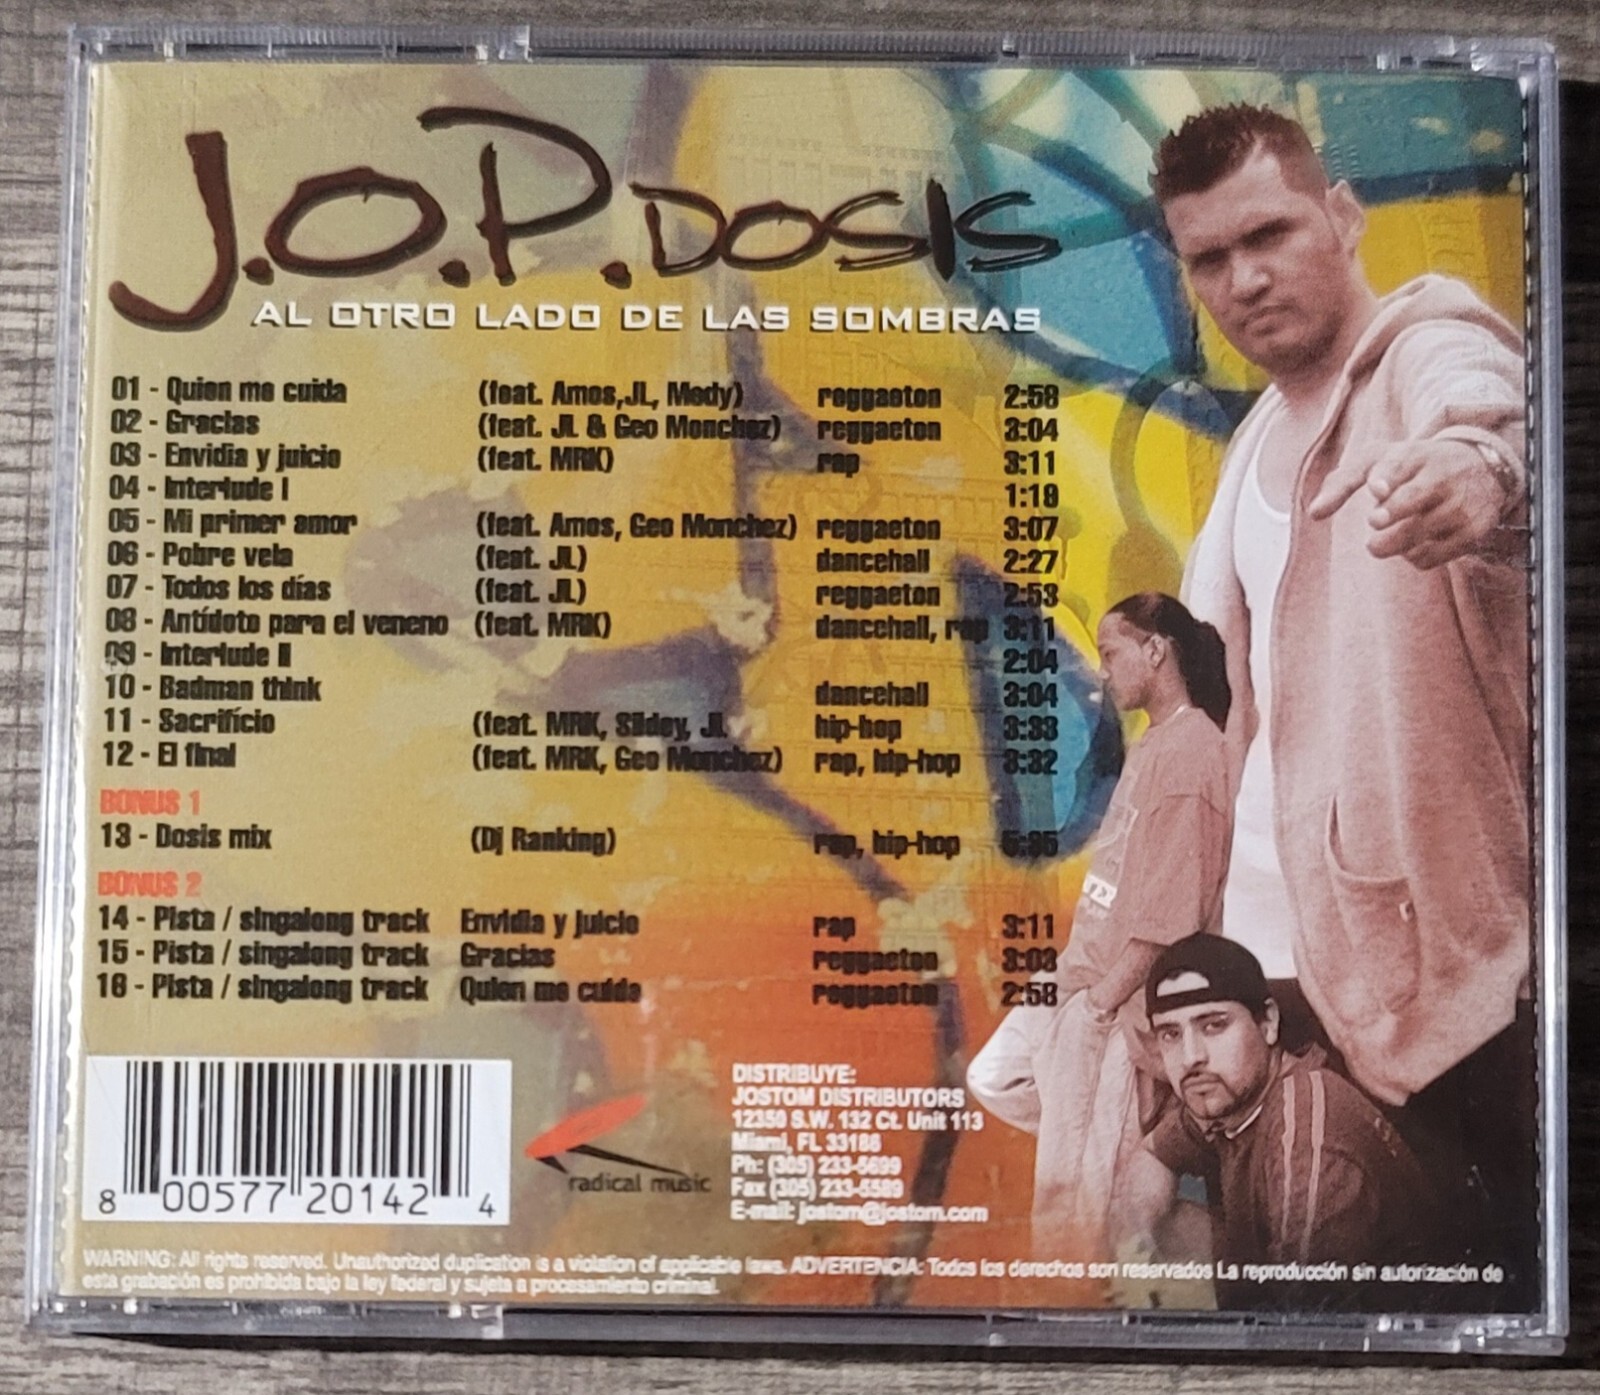 J.O.P. DOSIS
AL OTRO LADO DE LAS SOMBRAS
01 - Quien me cuida (feat. Amos,JL, Medy) reggaeton 2:58
02 - Gracias (feat. JL & Geo Monchez) reggaeton 3:04
03 - Envidia y juicio (feat. MRK) rap 3:11
04 - Interlude I 1:18
05 - Mi primer amor (feat. Amos, Geo Monchez) reggaeton 3:07
06 - Pobre vela (feat. JL) dancehall 2:27
07 - Todos los días (feat. JL) reggaeton 2:53
08 - Antídoto para el veneno (feat. MRK) dancehall, rap 3:11
09 - Interlude II 2:04
10 - Badman think dancehall 3:04
11 - Sacrificio (feat. MRK, Sildey, JL hip-hop 3:33
12 - El final (feat. MRK, Geo Monchez) rap, hip-hop 3:32
BONUS 1
13 - Dosis mix (Dj Ranking) rap, hip-hop
BONUS 2
14 - Pista / singalong track Envidia y juicio rap 3:11
15 - Pista / singalong track Gracias reggaeton 3:03
16 - Pista / singalong track Quien me cuida reggaeton 2:58
8 00577 20142 4
radical music
DISTRIBUYE:
JOSTOM DISTRIBUTORS
12350 S.W. 132 Ct. Unit 113
Miami, FL 33186
Ph: (305) 233-5699
Fax (305) 233-5589
E-mail: jostom@jostom.com
WARNING: All rights reserved. Unauthorized duplication is a violation of applicable laws. ADVERTENCIA: Todos los derechos son reservados La reproducción sin autorización de
esta grabación es prohibida bajo la ley federal y sujeta a procesamiento criminal.